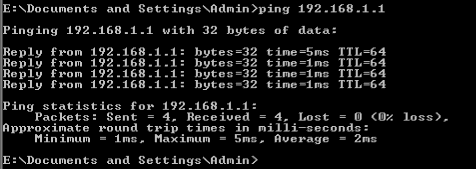 E:\Documents and Settings\Admin>ping 192.168.1.1
Pinging 192.168.1.1 with 32 bytes of data:
Reply from 192.168.1.1: bytes=32 time=5ms TTL=64
Reply from 192.168.1.1: bytes=32 time=1ms TTL=64
Reply from 192.168.1.1: bytes=32 time=1ms TTL=64
Reply from 192.168.1.1: bytes=32 time=1ms TTL=64
Ping statistics for 192.168.1.1:
    Packets: Sent = 4, Received = 4, Lost = 0 (0% loss),
Approximate round trip times in milli-seconds:
    Minimum = 1ms, Maximum = 5ms, Average = 2ms
E:\Documents and Settings\Admin>